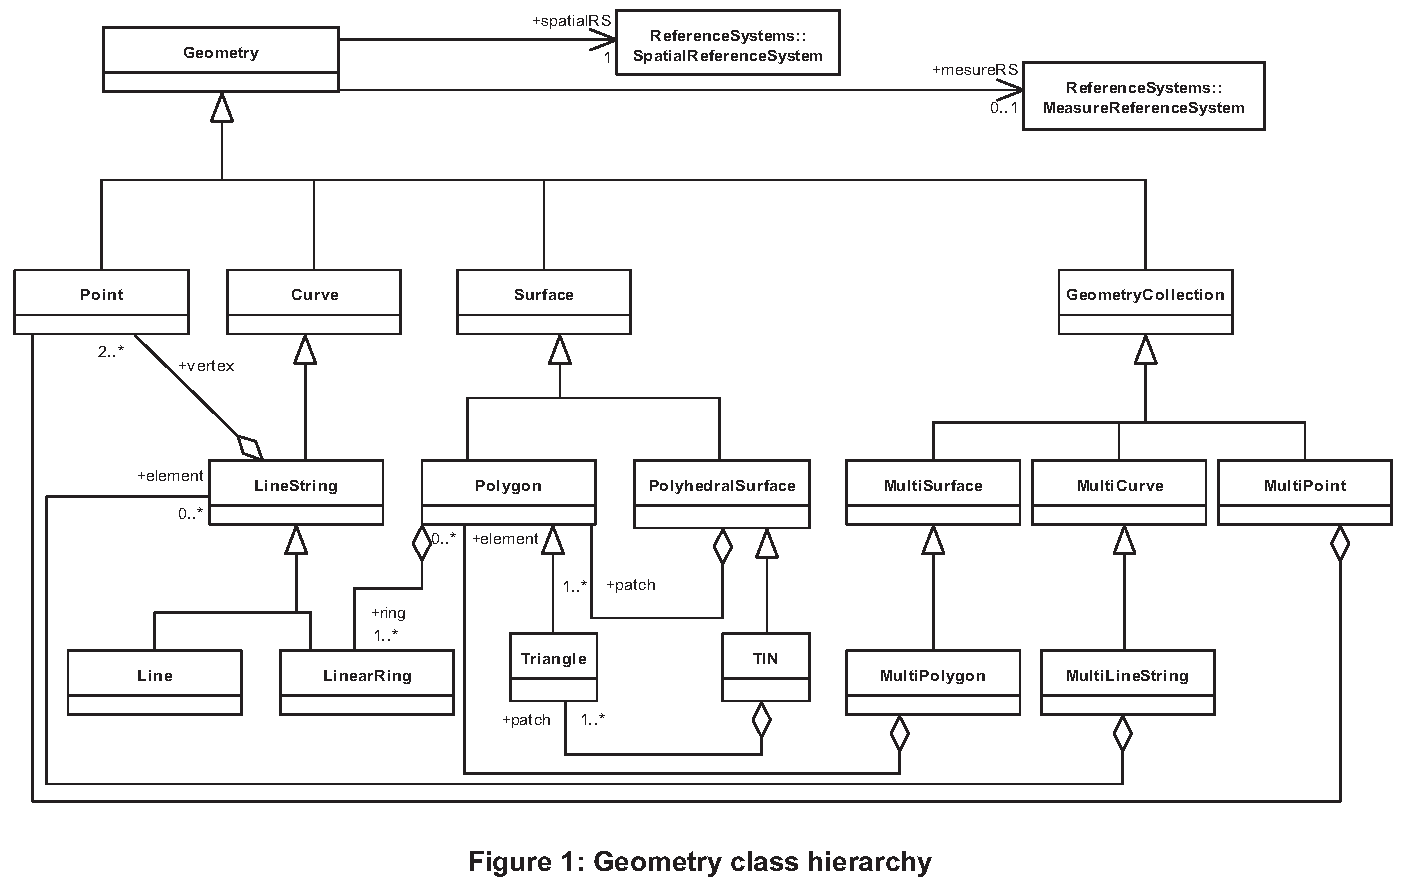 +spatialRS
ReferenceSystems::
SpatialReferenceSystem
1
Geometry
+mesureRS
ReferenceSystems::
MeasureReferenceSystem
0..1
Point
Curve
Surface
GeometryCollection
2..*
+vertex
+element
0..*
LineString
Polygon
PolyhedralSurface
MultiSurface
MultiCurve
MultiPoint
0..*
+element
1..*
+patch
+ring
1..*
Line
LinearRing
Triangle
TIN
MultiPolygon
MultiLineString
+patch
1..*
Figure 1: Geometry class hierarchy